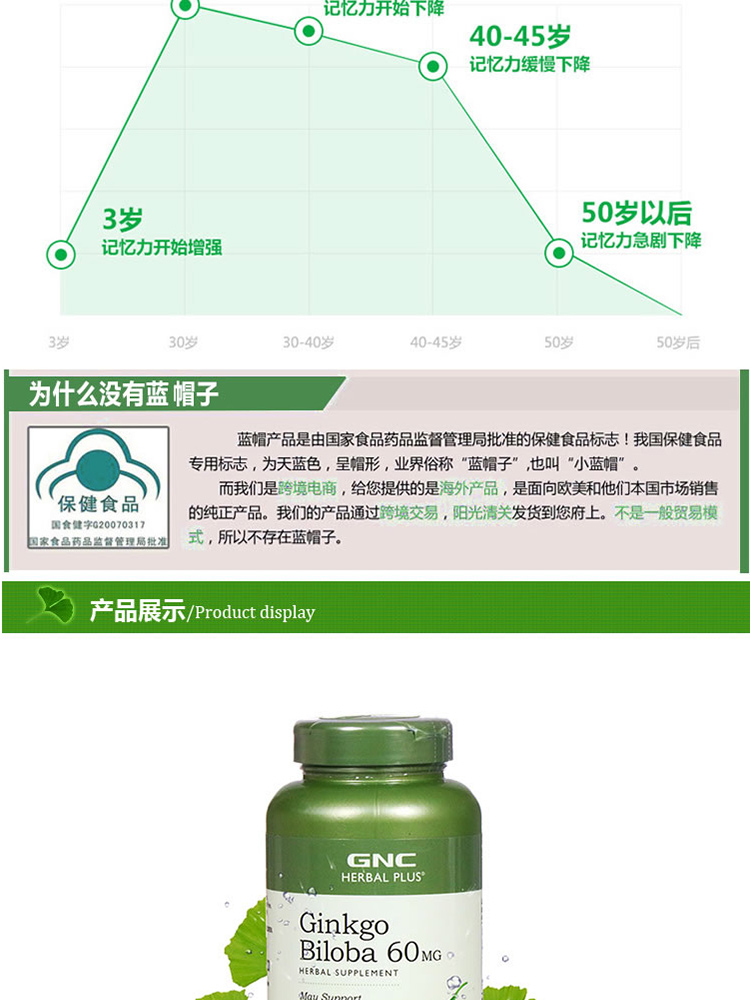 记忆力开始下降
40-45岁
记忆力缓慢下降
3岁
记忆力开始增强
50岁以后
记忆力急剧下降
3岁 30岁 30-40岁 40-45岁 50岁 50岁后
为什么没有蓝帽子
保健食品
国食健字G20070317
国家食品药品监督管理局批准
蓝帽产品是由国家食品药品监督管理局批准的保健食品标志！我国保健食品
专用标志，为天蓝色，呈帽形，业界俗称“蓝帽子”,也叫“小蓝帽”。
而我们是跨境电商，给您提供的是海外产品，是面向欧美和他们本国市场销售
的纯正产品。我们的产品通过跨境交易，阳光清关发货到您府上。不是一般贸易模
式，所以不存在蓝帽子。
产品展示/Product display
GNC
HERBAL PLUS®
Ginkgo
Biloba 60MG
HERBAL SUPPLEMENT
May Support